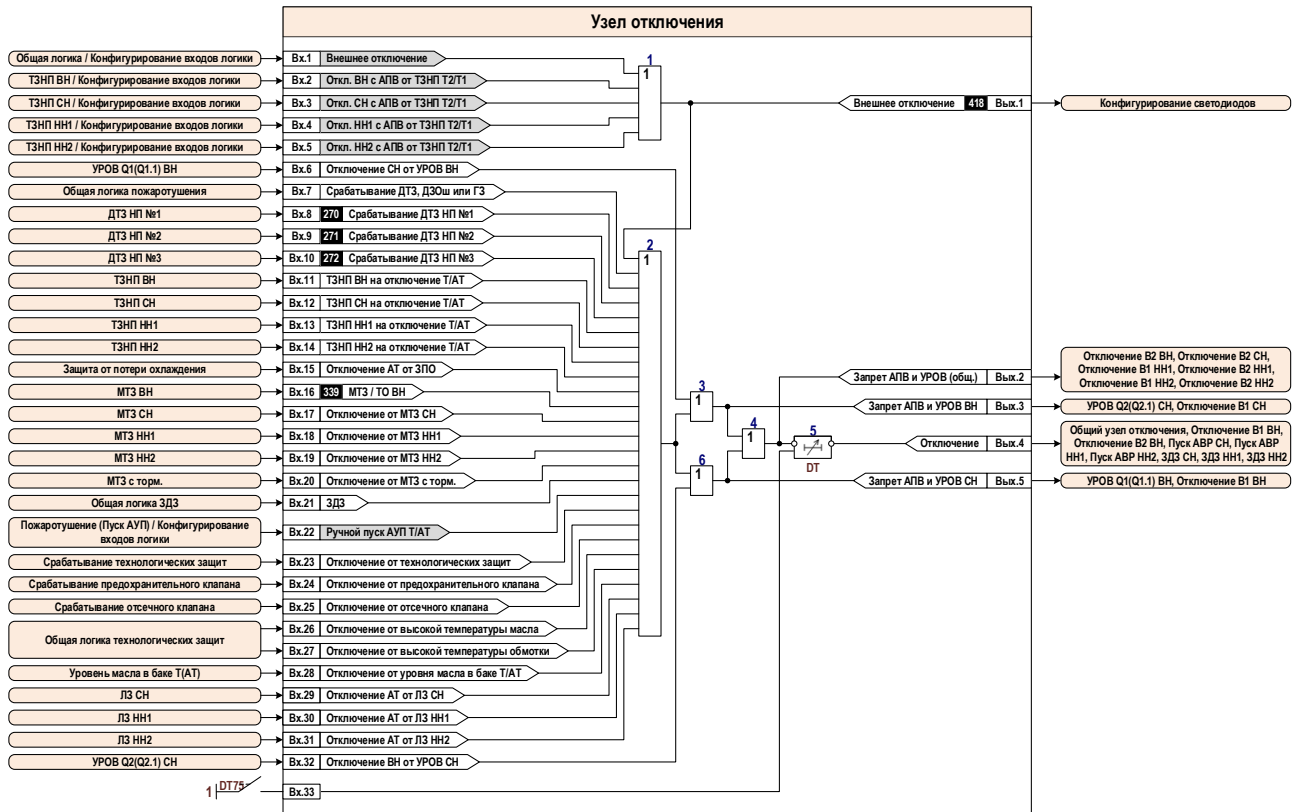 Узел отключения
Общая логика / Конфигурирование входов логики Вх.1 Внешнее отключение
ТЗНП ВН / Конфигурирование входов логики Вх.2 Откл. ВН с АПВ от ТЗНП Т2/Т1
ТЗНП СН / Конфигурирование входов логики Вх.3 Откл. СН с АПВ от ТЗНП Т2/Т1
ТЗНП НН1 / Конфигурирование входов логики Вх.4 Откл. НН1 с АПВ от ТЗНП Т2/Т1
ТЗНП НН2 / Конфигурирование входов логики Вх.5 Откл. НН2 с АПВ от ТЗНП Т2/Т1
УРОВ Q1(Q1.1) ВН Вх.6 Отключение СН от УРОВ ВН
Общая логика пожаротушения Вх.7 Срабатывание ДТЗ, ДЗОш или ГЗ
ДТЗ НП №1 Вх.8 270 Срабатывание ДТЗ НП №1
ДТЗ НП №2 Вх.9 271 Срабатывание ДТЗ НП №2
ДТЗ НП №3 Вх.10 272 Срабатывание ДТЗ НП №3
ТЗНП ВН Вх.11 ТЗНП ВН на отключение Т/АТ
ТЗНП СН Вх.12 ТЗНП СН на отключение Т/АТ
ТЗНП НН1 Вх.13 ТЗНП НН1 на отключение Т/АТ
ТЗНП НН2 Вх.14 ТЗНП НН2 на отключение Т/АТ
Защита от потери охлаждения Вх.15 Отключение АТ от ЗПО
МТЗ ВН Вх.16 339 МТЗ / ТО ВН
МТЗ СН Вх.17 Отключение от МТЗ СН
МТЗ НН1 Вх.18 Отключение от МТЗ НН1
МТЗ НН2 Вх.19 Отключение от МТЗ НН2
МТЗ с торм. Вх.20 Отключение от МТЗ с торм.
Общая логика ЗДЗ Вх.21 ЗДЗ
Пожаротушение (Пуск АУП) / Конфигурирование
входов логики
Вх.22 Ручной пуск АУП Т/АТ
Срабатывание технологических защит Вх.23 Отключение от технологических защит
Срабатывание предохранительного клапана Вх.24 Отключение от предохранительного клапана
Срабатывание отсечного клапана Вх.25 Отключение от отсечного клапана
Общая логика технологических защит
Вх.26 Отключение от высокой температуры масла
Вх.27 Отключение от высокой температуры обмотки
Уровень масла в баке Т(АТ) Вх.28 Отключение от уровня масла в баке Т/АТ
ЛЗ СН Вх.29 Отключение АТ от ЛЗ СН
ЛЗ НН1 Вх.30 Отключение АТ от ЛЗ НН1
ЛЗ НН2 Вх.31 Отключение АТ от ЛЗ НН2
УРОВ Q2(Q2.1) СН Вх.32 Отключение ВН от УРОВ СН
1 DT75 Вх.33
1
1
2
1
3
1
4
1
5
DT
6
1
Внешнее отключение 418 Вых.1 Конфигурирование светодиодов
Запрет АПВ и УРОВ (общ.) Вых.2
Отключение В2 ВН, Отключение В2 СН,
Отключение В1 НН1, Отключение В2 НН1,
Отключение В1 НН2, Отключение В2 НН2
Запрет АПВ и УРОВ ВН Вых.3 УРОВ Q2(Q2.1) СН, Отключение В1 СН
Отключение Вых.4
Общий узел отключения, Отключение В1 ВН,
Отключение В2 ВН, Пуск АВР СН, Пуск АВР
НН1, Пуск АВР НН2, ЗДЗ СН, ЗДЗ НН1, ЗДЗ НН2
Запрет АПВ и УРОВ СН Вых.5 УРОВ Q1(Q1.1) ВН, Отключение В1 ВН